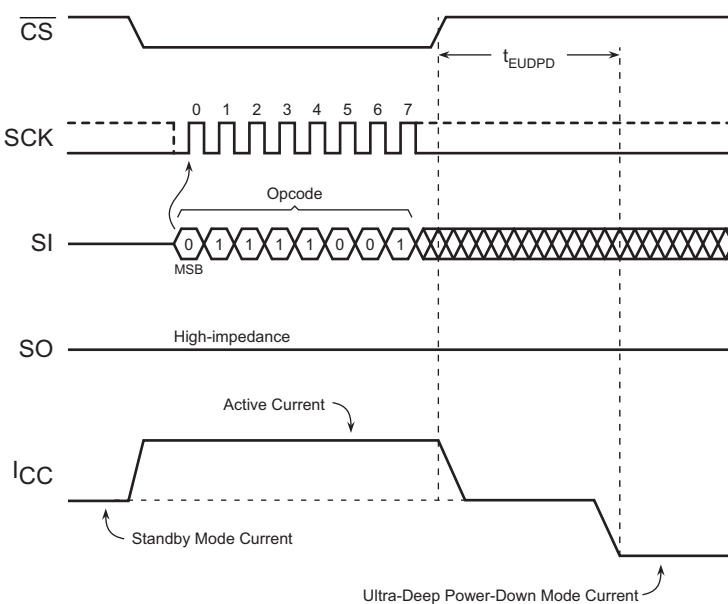 CS
tEUDPD
0 1 2 3 4 5 6 7
SCK
Opcode
SI
0 1 1 1 1 0 0 1
MSB
High-impedance
SO
Active Current
ICC
Standby Mode Current
Ultra-Deep Power-Down Mode Current